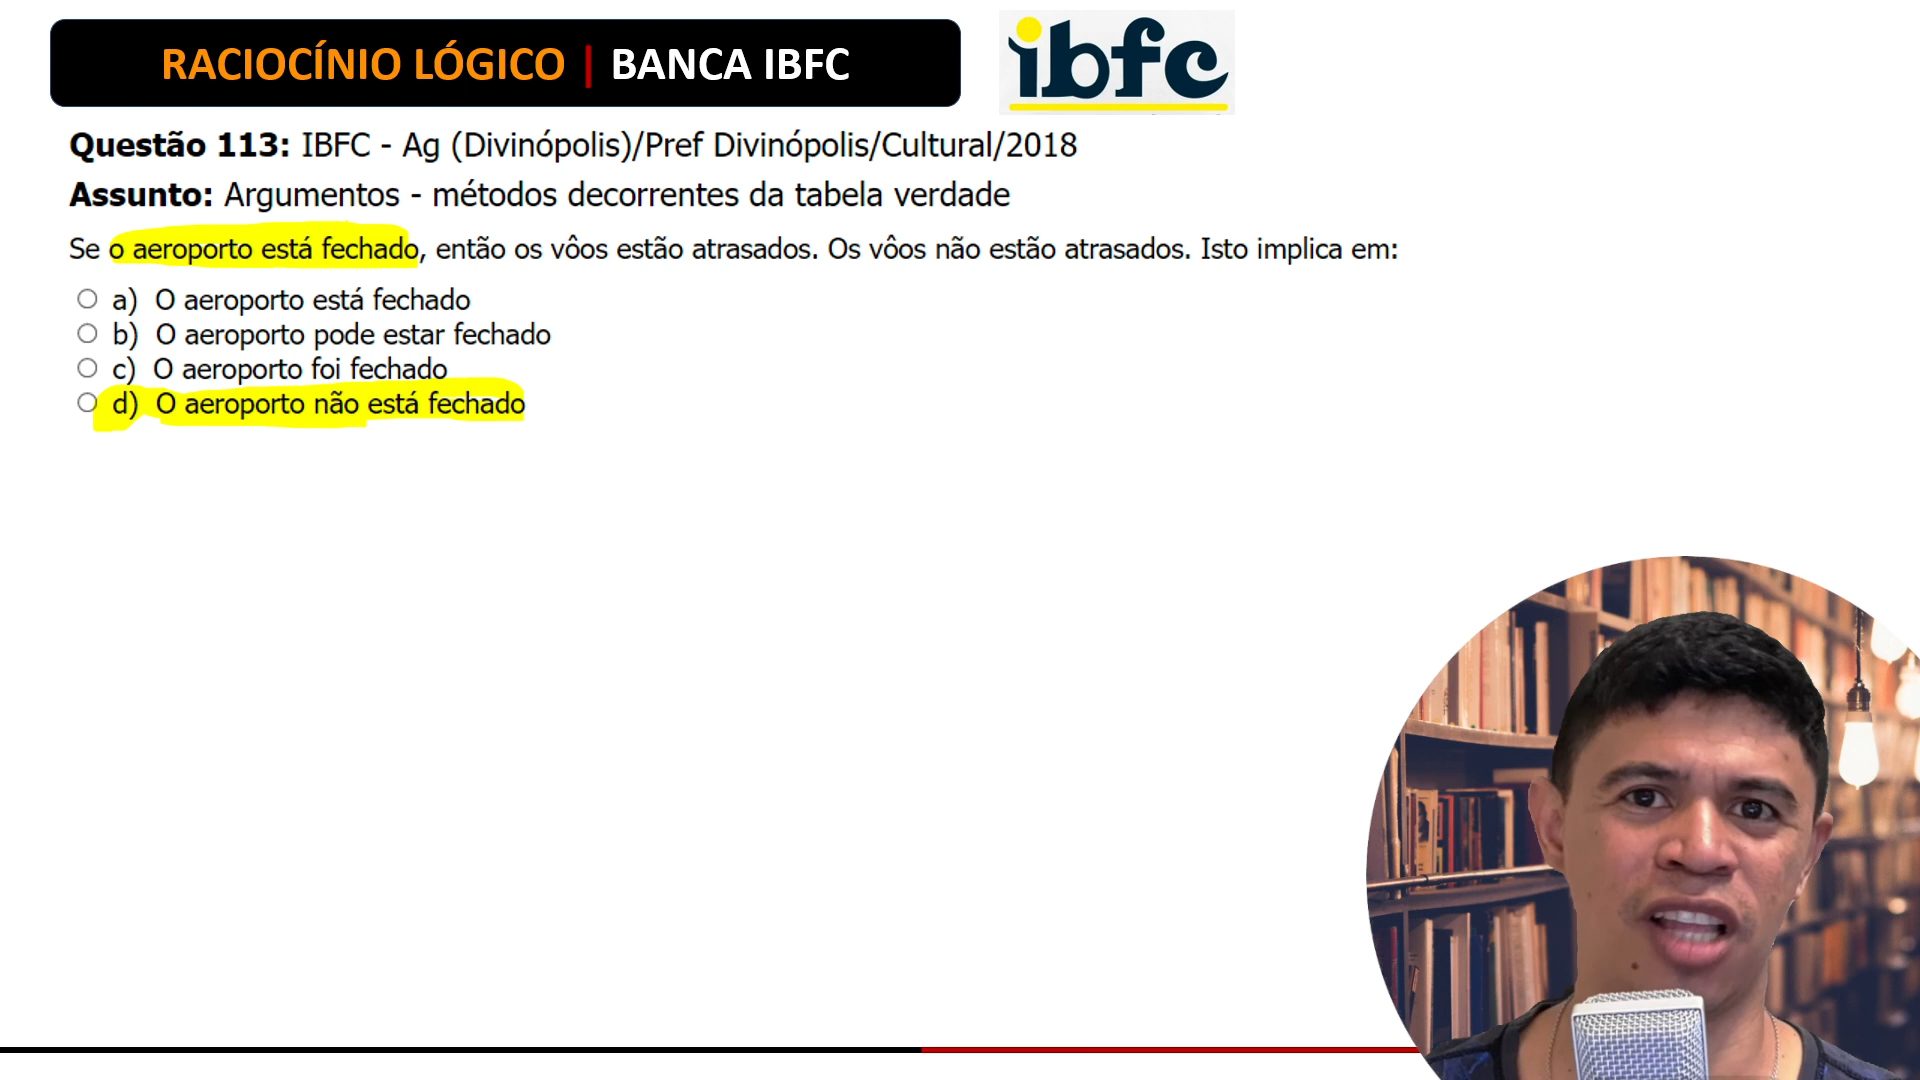 RACIOCÍNIO LÓGICO | BANCA IBFC
ibfc
Questão 113: IBFC - Ag (Divinópolis)/Pref Divinópolis/Cultural/2018
Assunto: Argumentos - métodos decorrentes da tabela verdade
Se o aeroporto está fechado, então os vôos estão atrasados. Os vôos não estão atrasados. Isto implica em:
a) O aeroporto está fechado
b) O aeroporto pode estar fechado
c) O aeroporto foi fechado
d) O aeroporto não está fechado